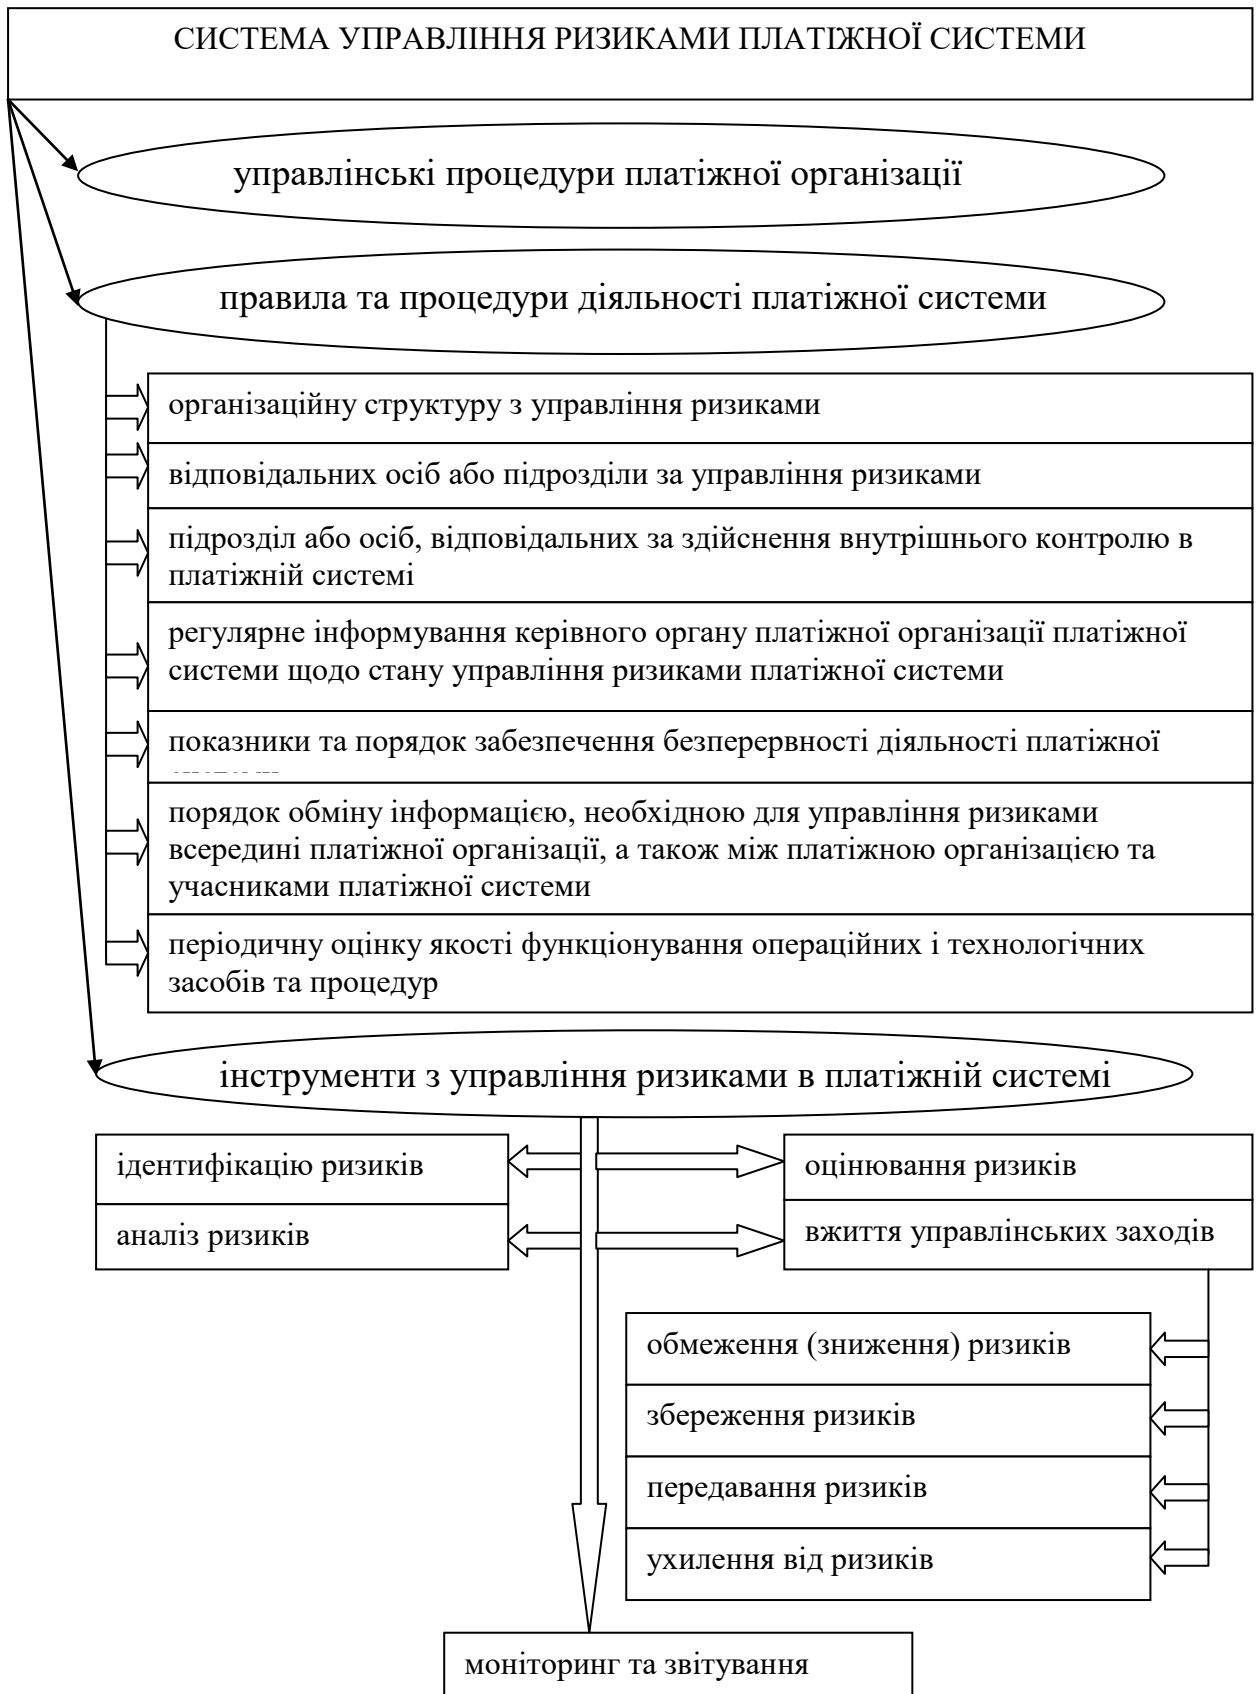 СИСТЕМА УПРАВЛІННЯ РИЗИКАМИ ПЛАТІЖНОЇ СИСТЕМИ
управлінські процедури платіжної організації
правила та процедури діяльності платіжної системи
організаційну структуру з управління ризиками
відповідальних осіб або підрозділи за управління ризиками
підрозділ або осіб, відповідальних за здійснення внутрішнього контролю в
платіжній системі
регулярне інформування керівного органу платіжної організації платіжної
системи щодо стану управління ризиками платіжної системи
показники та порядок забезпечення безперервності діяльності платіжної
порядок обміну інформацією, необхідною для управління ризиками
всередині платіжної організації, а також між платіжною організацією та
учасниками платіжної системи
періодичну оцінку якості функціонування операційних і технологічних
засобів та процедур
інструменти з управління ризиками в платіжній системі
ідентифікацію ризиків
оцінювання ризиків
аналіз ризиків
вжиття управлінських заходів
обмеження (зниження) ризиків
збереження ризиків
передавання ризиків
ухилення від ризиків
моніторинг та звітування